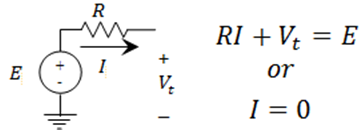 R
I
E
+
-
+
V_t
–
RI + V_t = E
or
I = 0